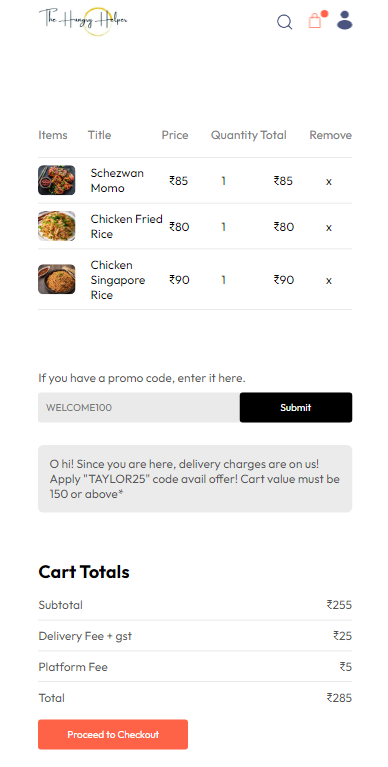 The Hungry Helper
Items Title Price Quantity Total Remove
Schezwan
Momo
₹85 1 ₹85 x
Chicken Fried
Rice
₹80 1 ₹80 x
Chicken
Singapore
Rice
₹90 1 ₹90 x
If you have a promo code, enter it here.
WELCOME100 Submit
O hi! Since you are here, delivery charges are on us!
Apply "TAYLOR25" code avail offer! Cart value must be
150 or above*
Cart Totals
Subtotal ₹255
Delivery Fee + gst ₹25
Platform Fee ₹5
Total ₹285
Proceed to Checkout